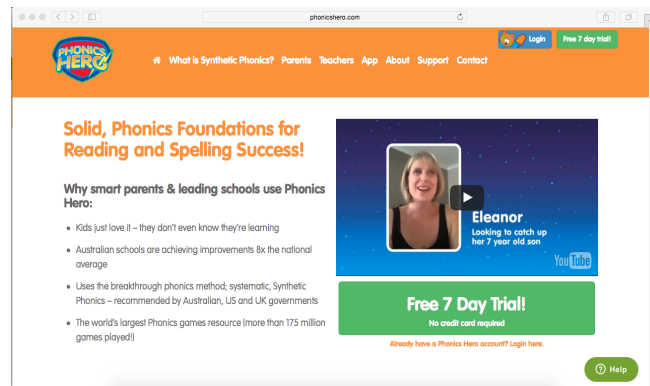 phonicshero.com
Login
Free 7 day trial!
PHONICS
HERO
What is Synthetic Phonics? Parents Teachers App About Support Contact
Solid, Phonics Foundations for
Reading and Spelling Success!
Why smart parents & leading schools use Phonics
Hero:
Kids just love it – they don't even know they're learning
Australian schools are achieving improvements 8x the national
average
Uses the breakthrough phonics method; systematic, Synthetic
Phonics – recommended by Australian, US and UK governments
The world's largest Phonics games resource (more than 175 million
games played!)
Eleanor
Looking to catch up
her 7 year old son
YouTube
Free 7 Day Trial!
No credit card required
Already have a Phonics Hero account? Login here.
Help